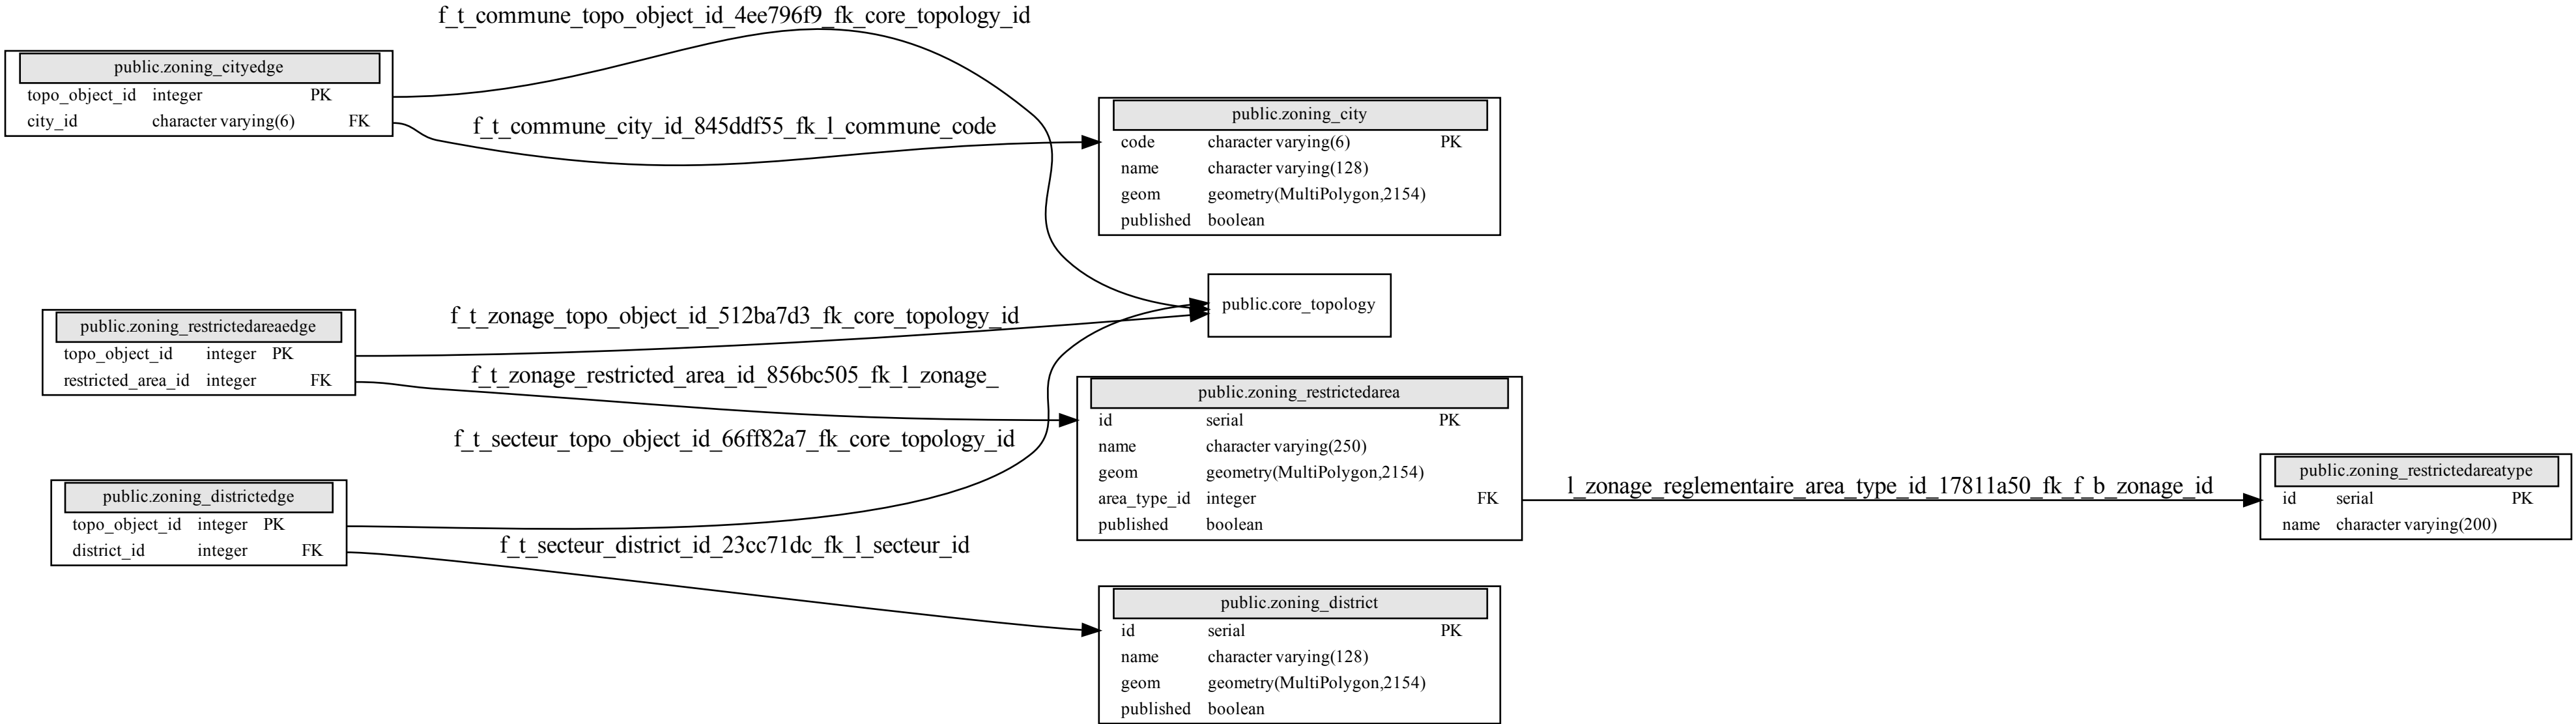 f_t_commune_topo_object_id_4ee796f9_fk_core_topology_id
public.zoning_cityedge
topo_object_id integer PK
city_id character varying(6) FK
f_t_commune_city_id_845ddf55_fk_l_commune_code
public.zoning_city
code character varying(6) PK
name character varying(128)
geom geometry(MultiPolygon,2154)
published boolean
public.core_topology
public.zoning_restrictedareaedge
topo_object_id integer PK
restricted_area_id integer FK
f_t_zonage_topo_object_id_512ba7d3_fk_core_topology_id
f_t_zonage_restricted_area_id_856bc505_fk_l_zonage_
f_t_secteur_topo_object_id_66ff82a7_fk_core_topology_id
public.zoning_restrictedarea
id serial PK
name character varying(250)
geom geometry(MultiPolygon,2154)
area_type_id integer FK
published boolean
l_zonage_reglementaire_area_type_id_17811a50_fk_f_b_zonage_id
public.zoning_restrictedareatype
id serial PK
name character varying(200)
public.zoning_districtedge
topo_object_id integer PK
district_id integer FK
f_t_secteur_district_id_23cc71dc_fk_l_secteur_id
public.zoning_district
id serial PK
name character varying(128)
geom geometry(MultiPolygon,2154)
published boolean